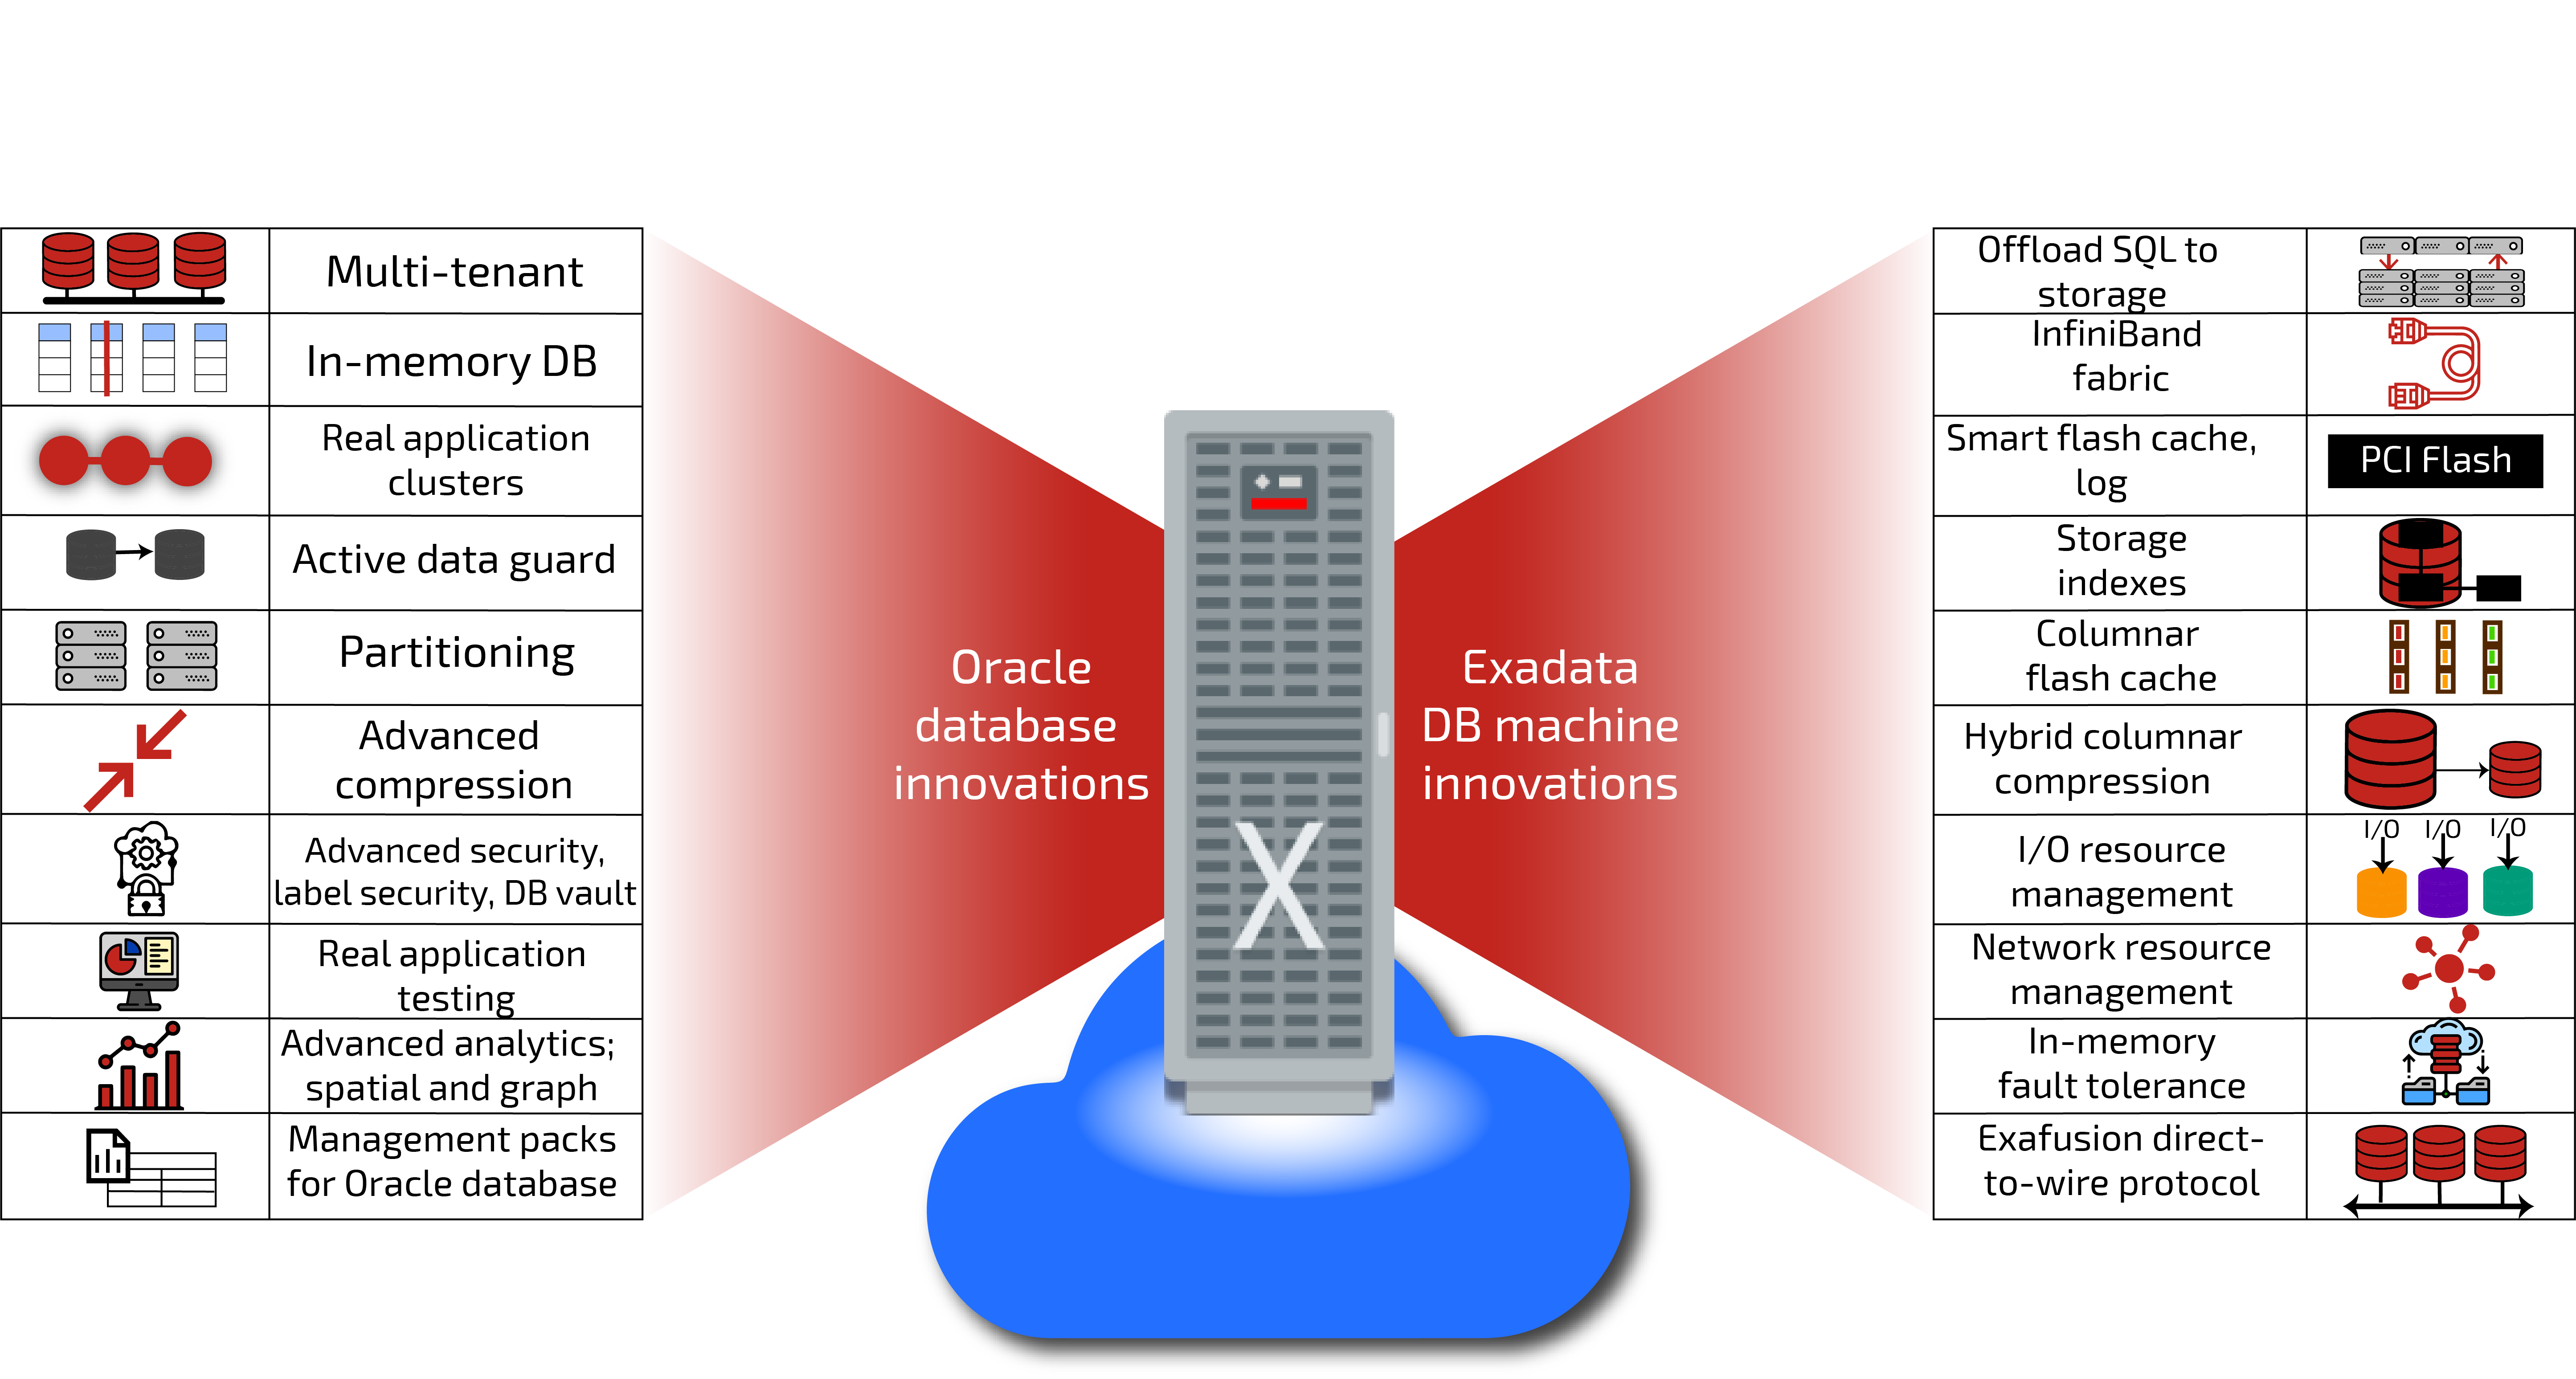 Multi-tenant
In-memory DB
Real application
clusters
Active data guard
Partitioning
Advanced
compression
Advanced security,
label security, DB vault
Real application
testing
Advanced analytics;
spatial and graph
Management packs
for Oracle database
Oracle
database
innovations
X
Exadata
DB machine
innovations
Offload SQL to
storage
InfiniBand
fabric
Smart flash cache,
log
PCI Flash
Storage
indexes
Columnar
flash cache
Hybrid columnar
compression
I/O resource
management
I/O I/O I/O
Network resource
management
In-memory
fault tolerance
Exafusion direct-
to-wire protocol